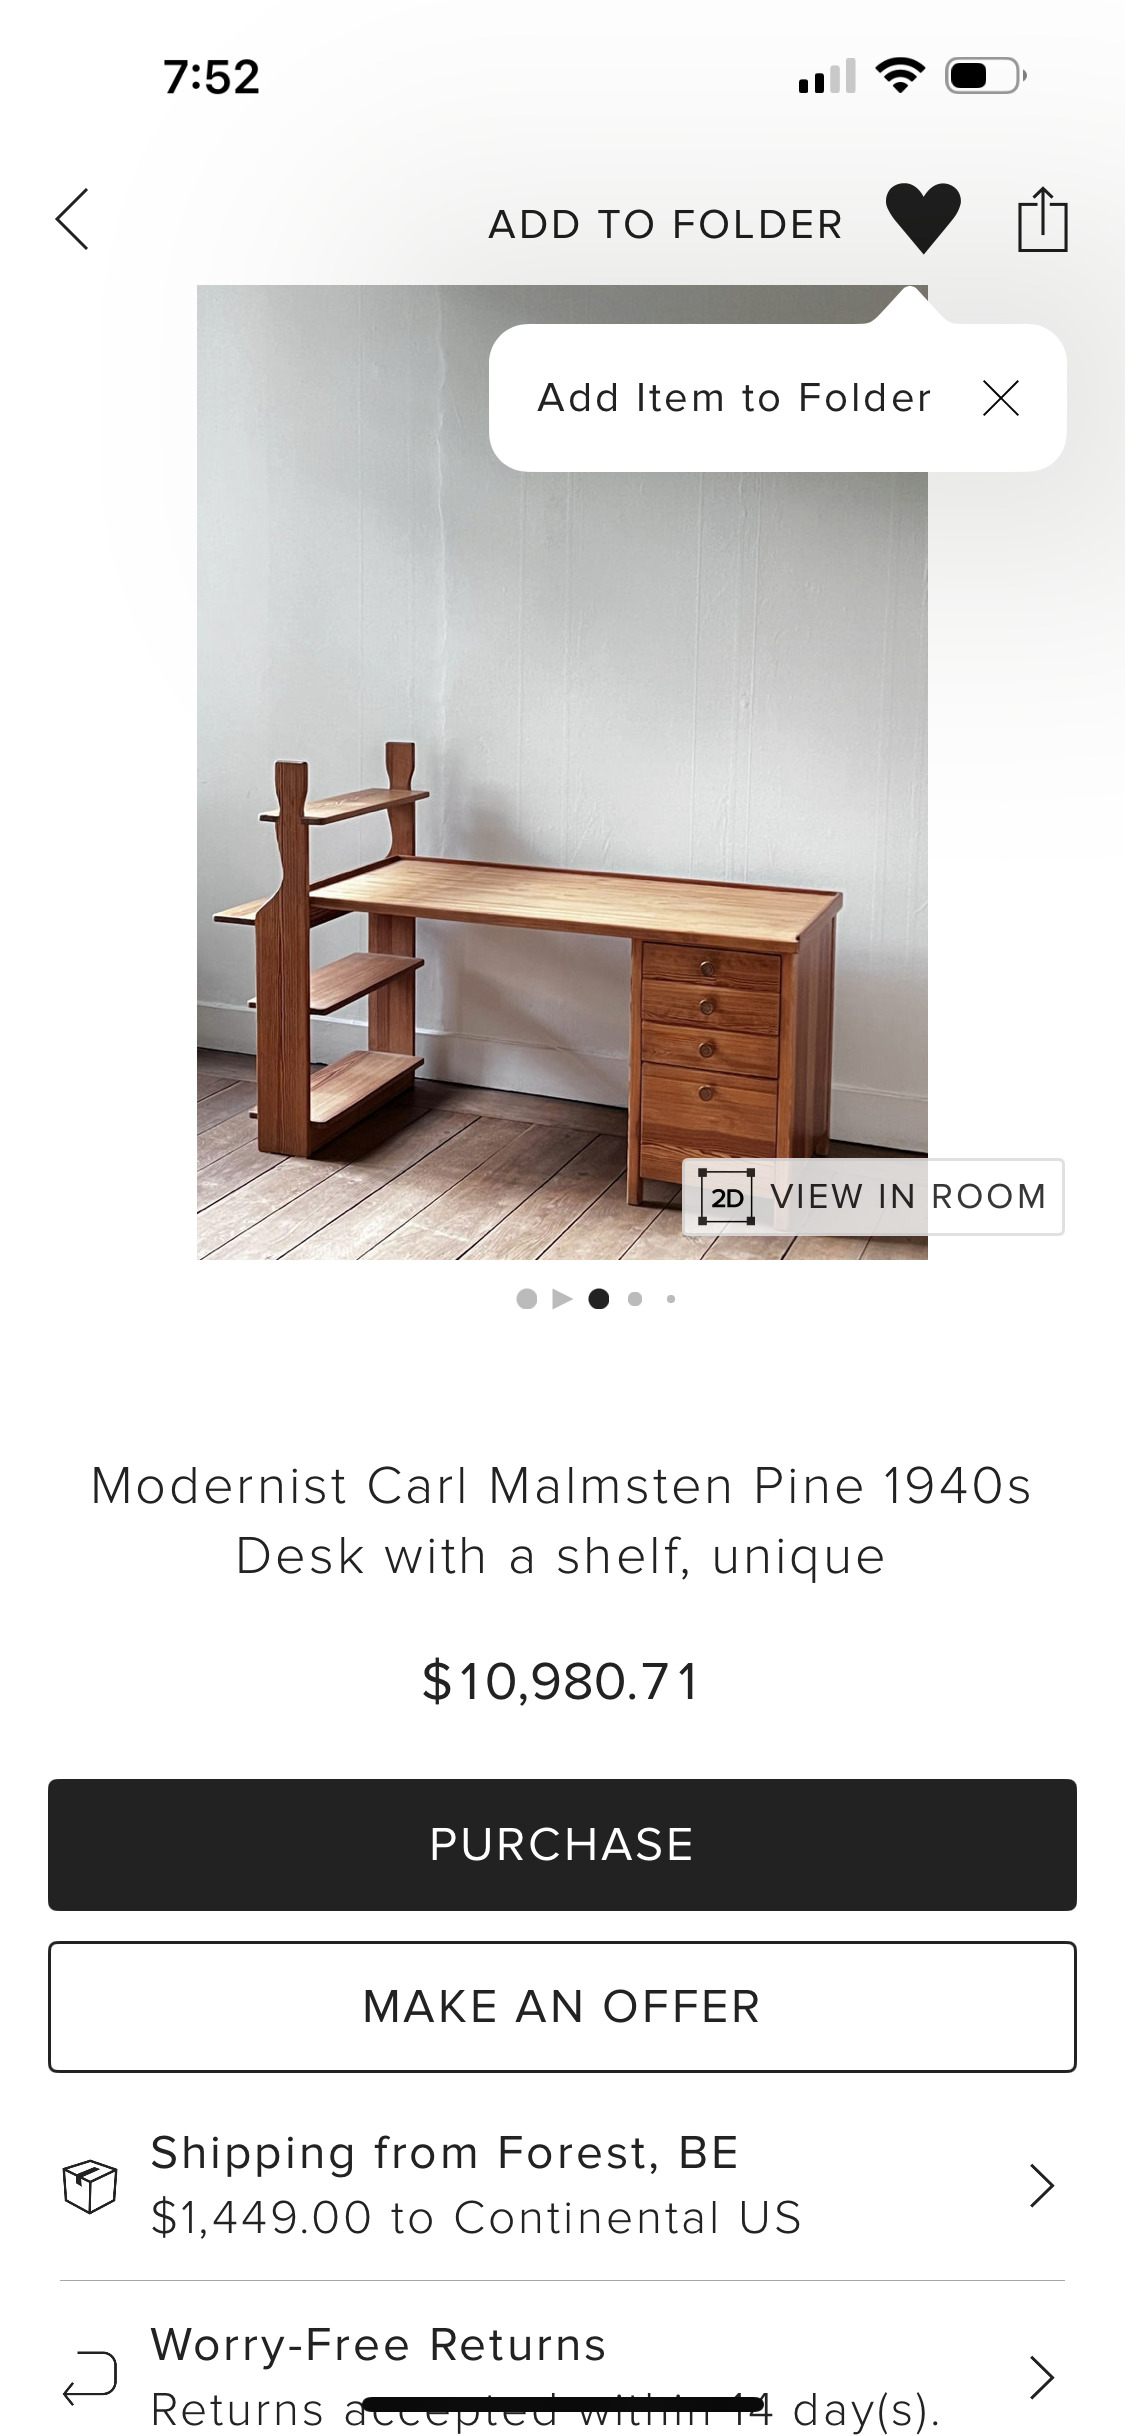 7:52
ADD TO FOLDER
Add Item to Folder
2D VIEW IN ROOM
Modernist Carl Malmsten Pine 1940s
Desk with a shelf, unique
$10,980.71
PURCHASE
MAKE AN OFFER
Shipping from Forest, BE
$1,449.00 to Continental US
Worry-Free Returns
Returns accepted within 14 day(s).